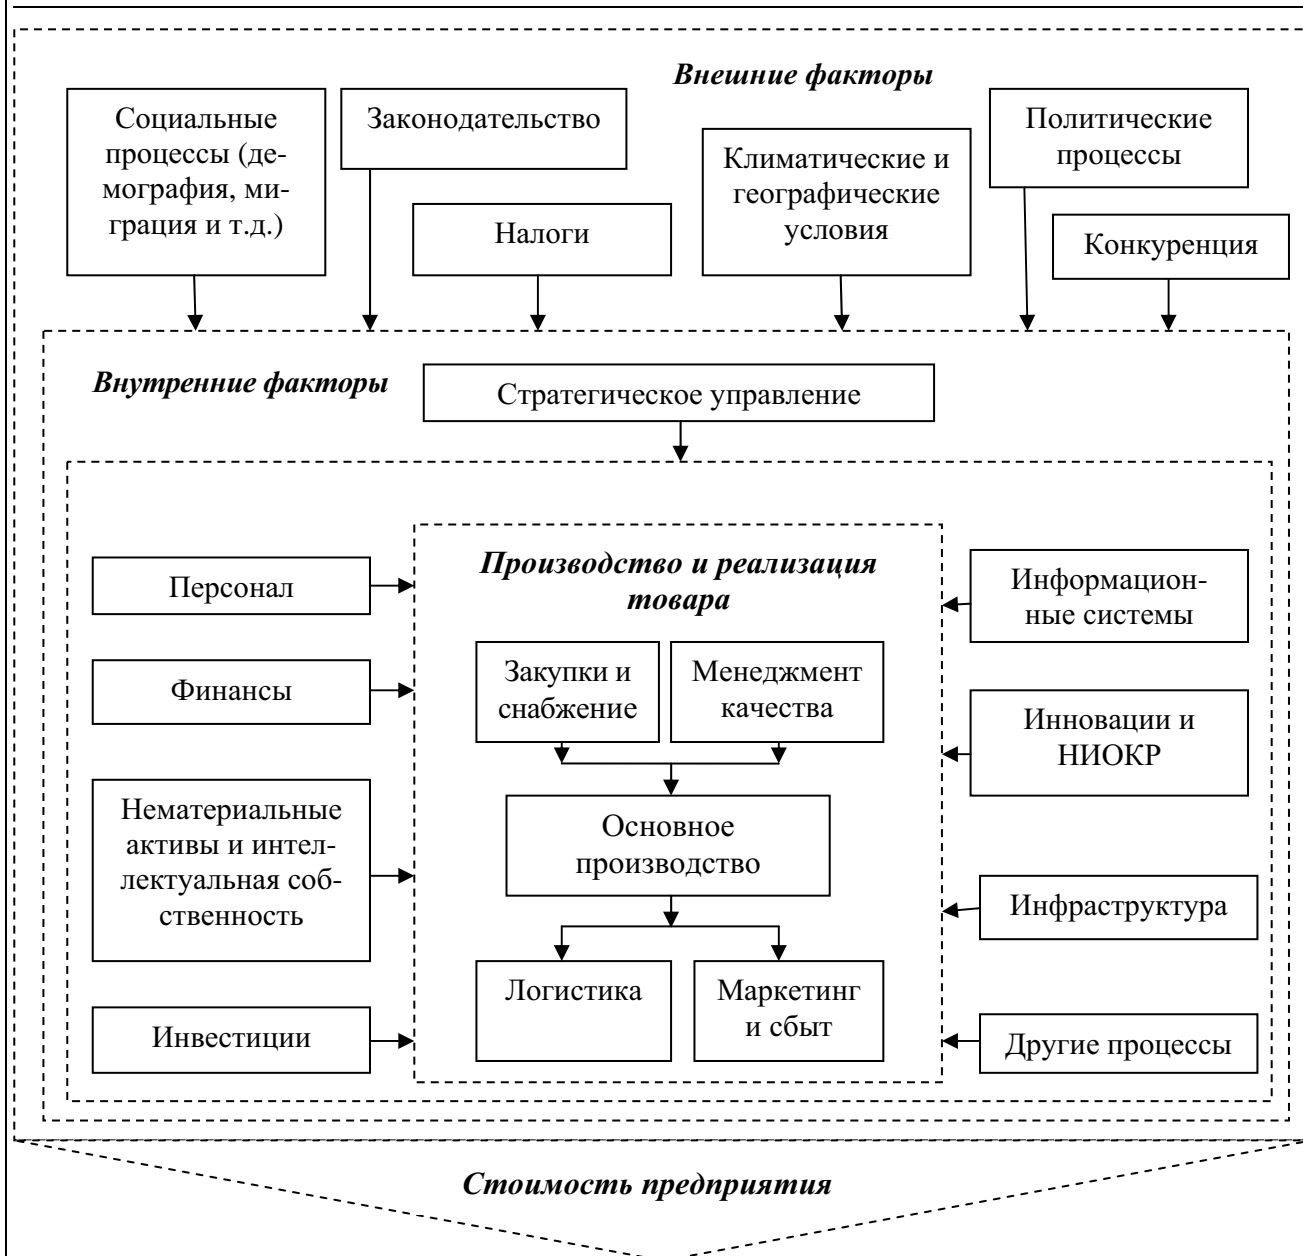 Внешние факторы
Социальные
процессы (де-
мография, ми-
грация и т.д.)
Законодательство
Налоги
Климатические и
географические
условия
Политические
процессы
Конкуренция
Внутренние факторы
Стратегическое управление
Персонал
Финансы
Нематериальные
активы и интел-
лектуальная соб-
ственность
Инвестиции
Производство и реализация
товара
Закупки и
снабжение
Менеджмент
качества
Основное
производство
Логистика
Маркетинг
и сбыт
Информацион-
ные системы
Инновации и
НИОКР
Инфраструктура
Другие процессы
Стоимость предприятия